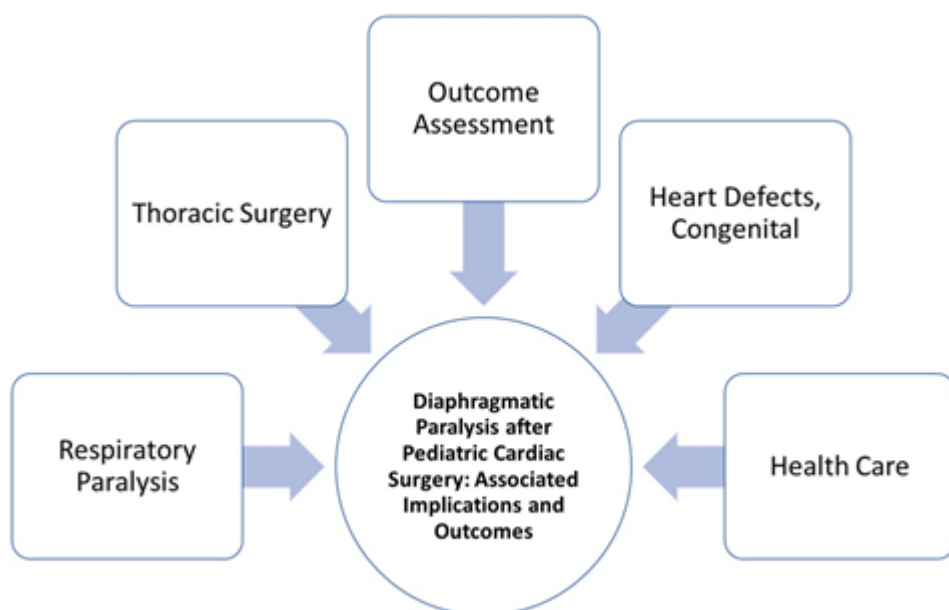 Outcome
Assessment
Thoracic Surgery
Heart Defects,
Congenital
Respiratory
Paralysis
Diaphragmatic
Paralysis after
Pediatric Cardiac
Surgery: Associated
Implications and
Outcomes
Health Care